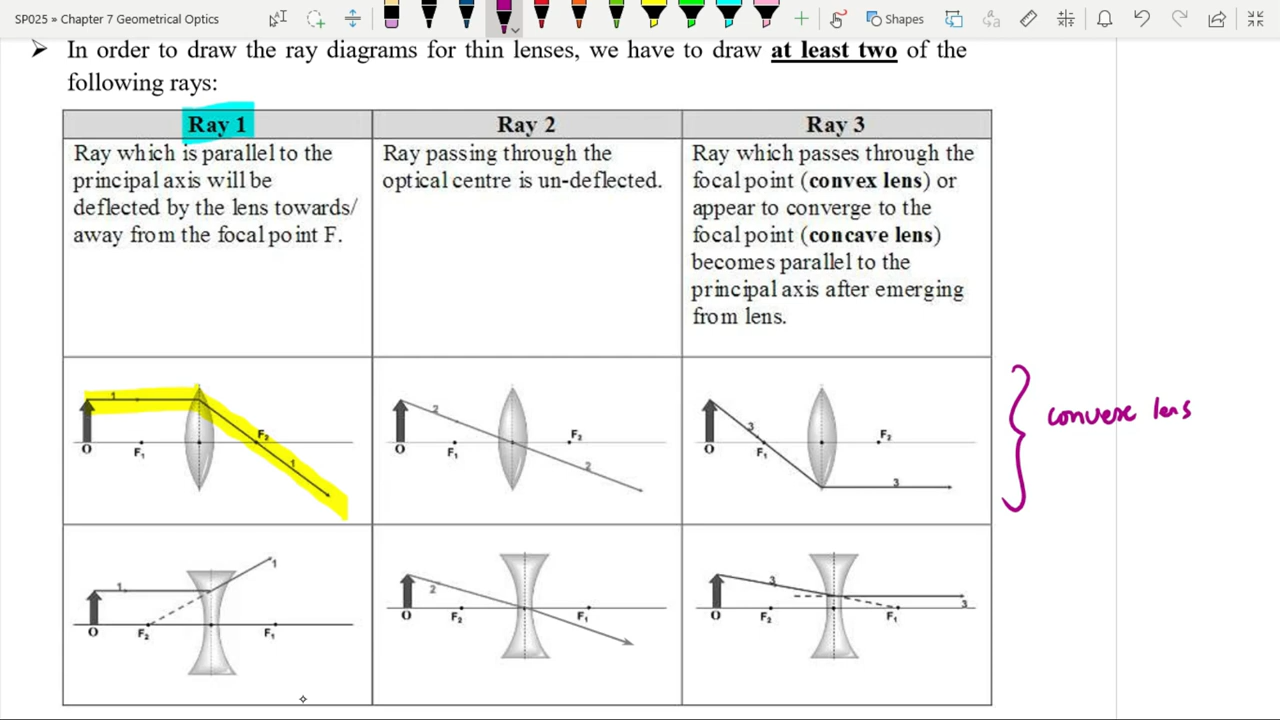 SP025 » Chapter 7 Geometrical Optics
Shapes
➤ In order to draw the ray diagrams for thin lenses, we have to draw at least two of the
following rays:
Ray 1
Ray 2
Ray 3
Ray which is parallel to the
principal axis will be
deflected by the lens towards/
away from the focal point F.
Ray passing through the
optical centre is un-deflected.
Ray which passes through the
focal point (convex lens) or
appear to converge to the
focal point (concave lens)
becomes parallel to the
principal axis after emerging
from lens.
1
O
F₁
F₂
1
2
O
F₁
F₂
2
3
O
F₁
F₂
3
convex lens
1
O
F₂
F₁
1
2
O
F₂
F₁
3
O
F₂
F₁
3